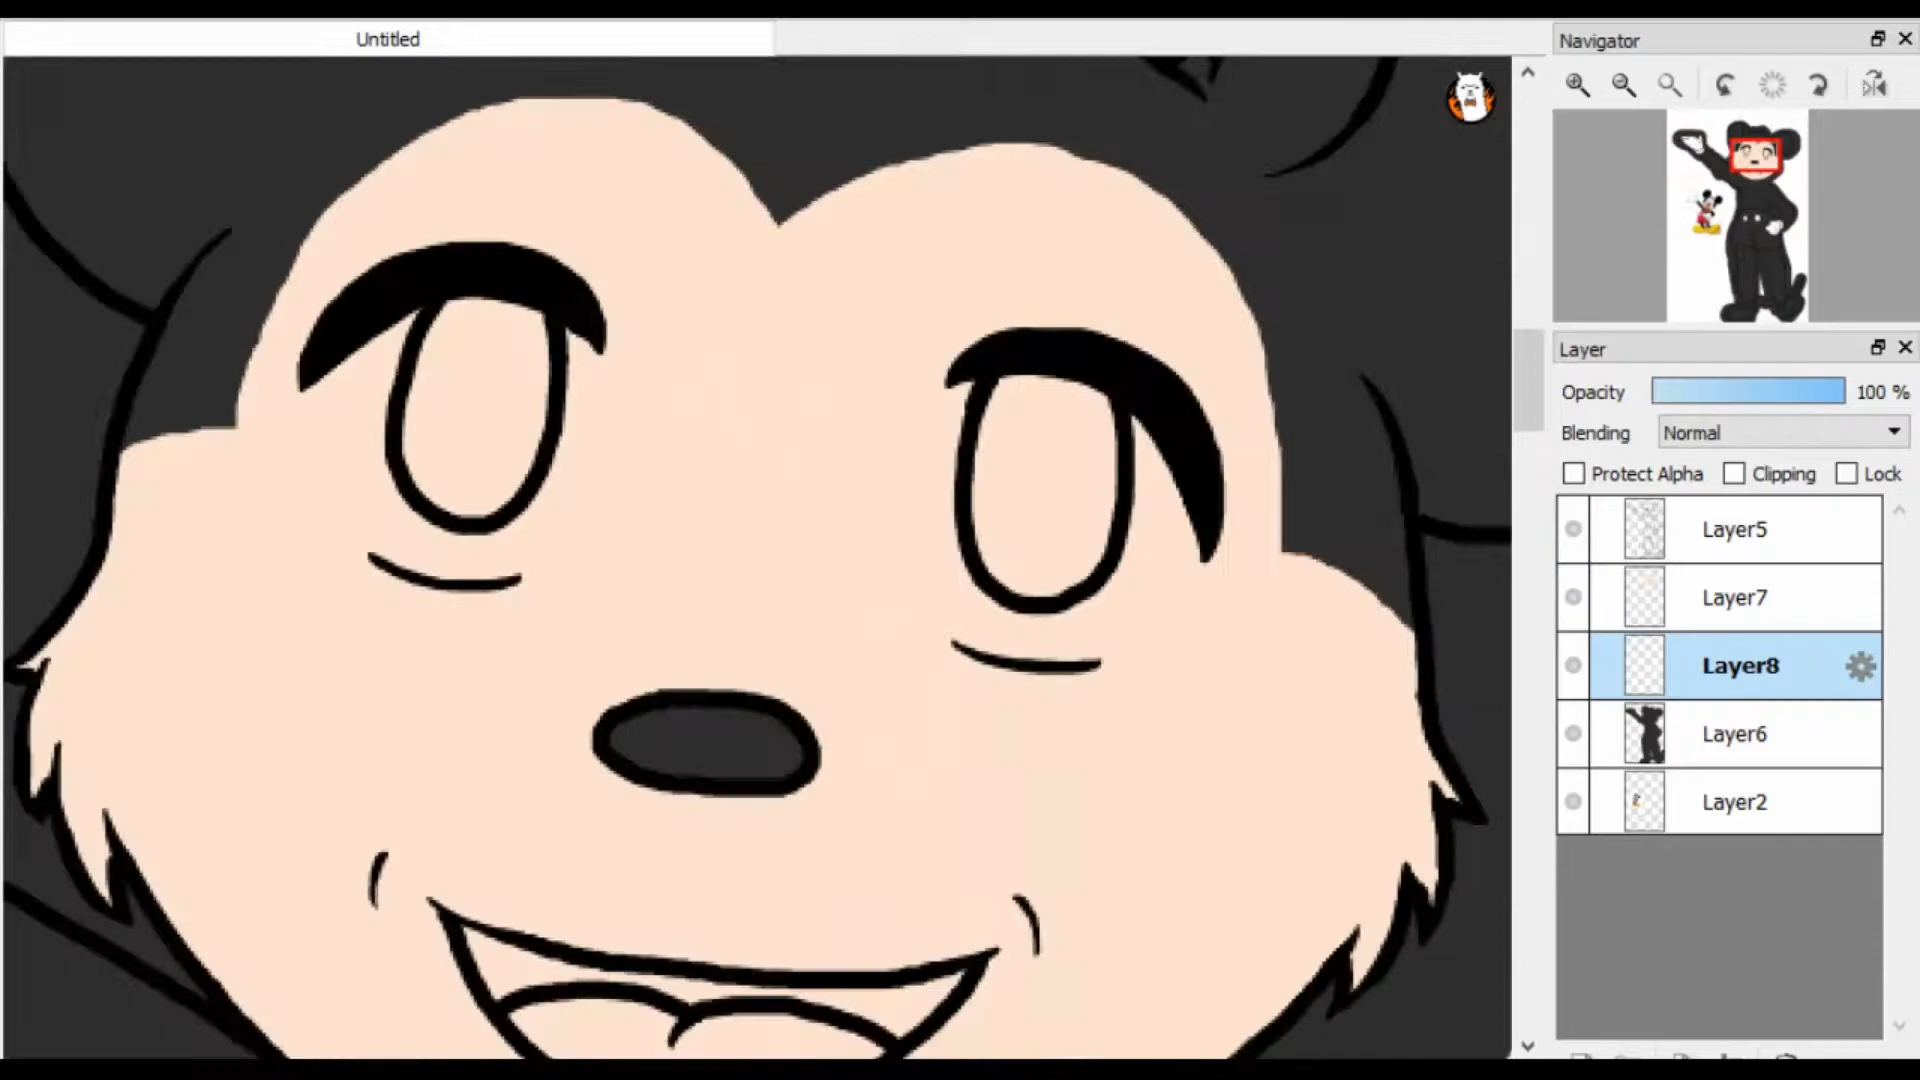 Untitled
Navigator
Layer
Opacity 100 %
Blending Normal
Protect Alpha Clipping Lock
Layer5
Layer7
Layer8
Layer6
Layer2